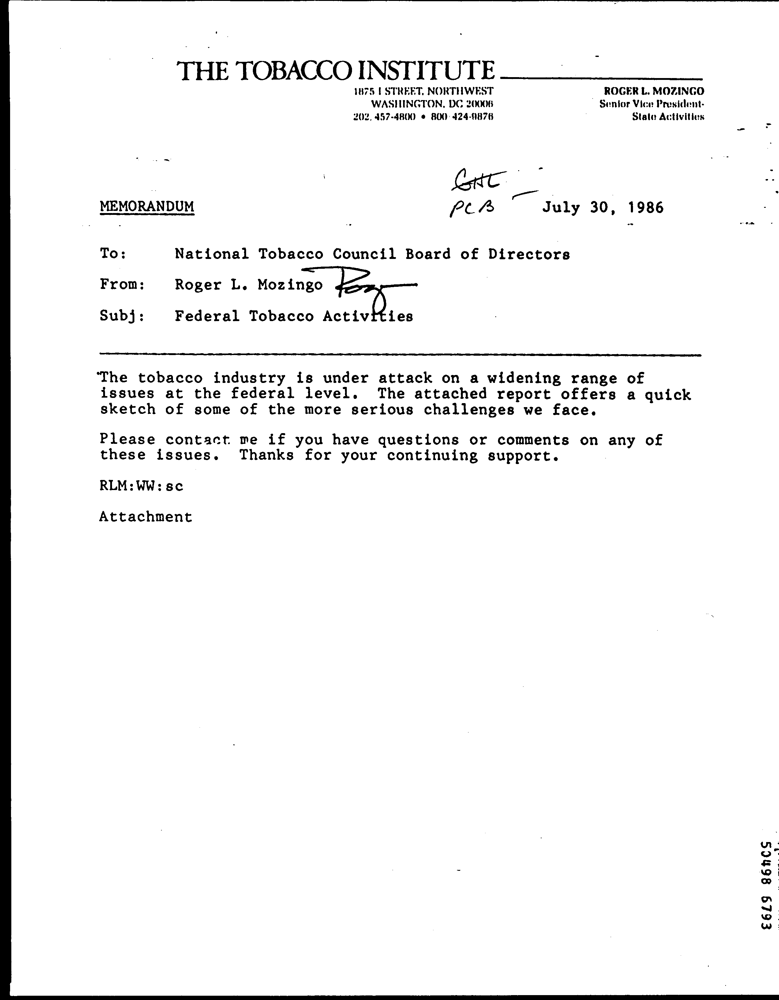 THE TOBACCO INSTITUTE
1875 I STREET, NORTHWEST
WASHINGTON, DC 20006
202, 457-4800 • 800 424-9876
ROGER L. MOZINGO
Senior Vice President-
State Activities
PCB
MEMORANDUM
July 30, 1986
To: National Tobacco Council Board of Directors
From: Roger L. Mozingo
Subj: Federal Tobacco Activities
The tobacco industry is under attack on a widening range of
issues at the federal level. The attached report offers a quick
sketch of some of the more serious challenges we face.
Please contact me if you have questions or comments on any of
these issues. Thanks for your continuing support.
RLM:WW:sc
Attachment
50498 6793